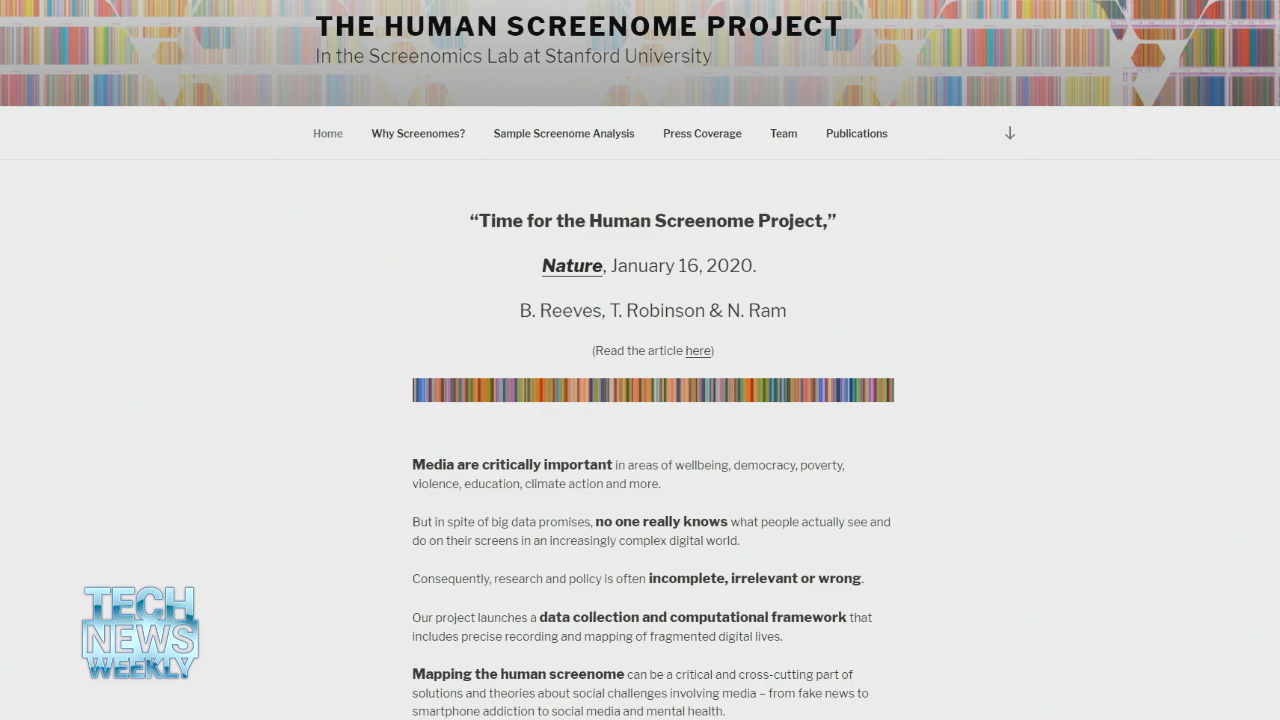 THE HUMAN SCREENOME PROJECT
In the Screenomics Lab at Stanford University
Home Why Screenomes? Sample Screenome Analysis Press Coverage Team Publications
“Time for the Human Screenome Project,”
Nature, January 16, 2020.
B. Reeves, T. Robinson & N. Ram
(Read the article here)
Media are critically important in areas of wellbeing, democracy, poverty,
violence, education, climate action and more.
But in spite of big data promises, no one really knows what people actually see and
do on their screens in an increasingly complex digital world.
Consequently, research and policy is often incomplete, irrelevant or wrong.
Our project launches a data collection and computational framework that
includes precise recording and mapping of fragmented digital lives.
Mapping the human screenome can be a critical and cross-cutting part of
solutions and theories about social challenges involving media – from fake news to
smartphone addiction to social media and mental health.
TECH
NEWS
WEEKLY